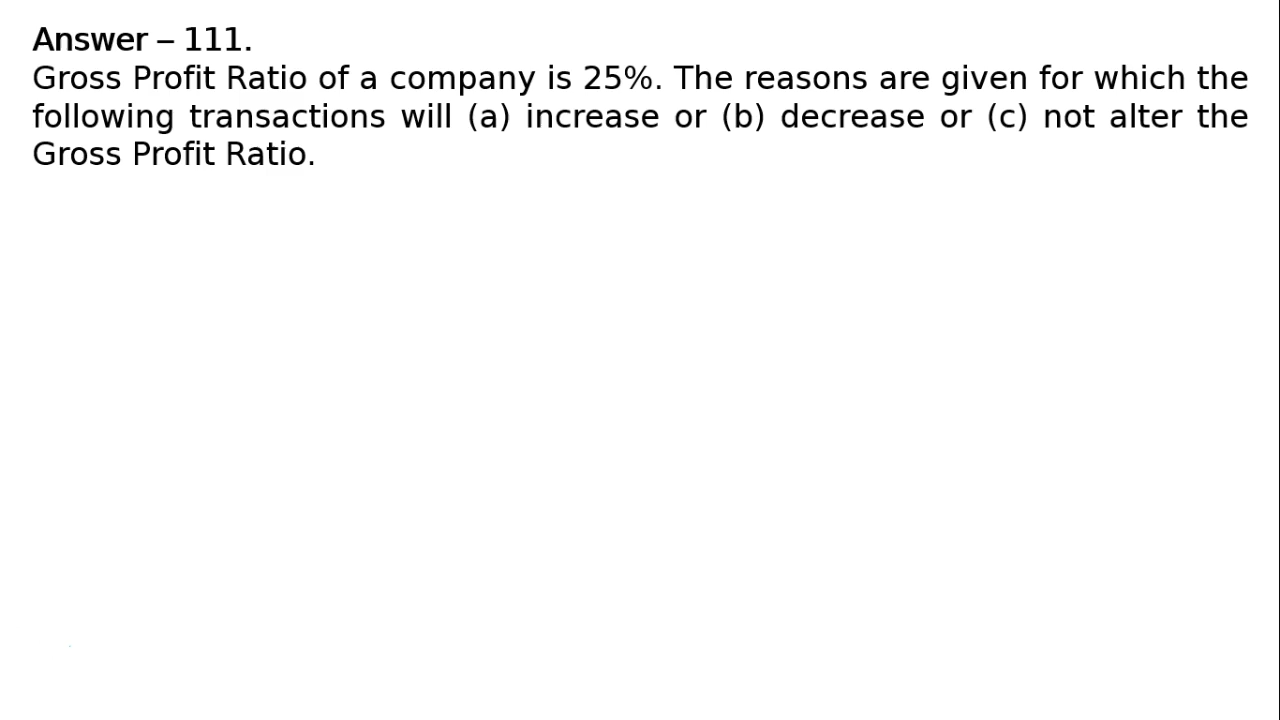 Answer – 111.
Gross Profit Ratio of a company is 25%. The reasons are given for which the
following transactions will (a) increase or (b) decrease or (c) not alter the
Gross Profit Ratio.